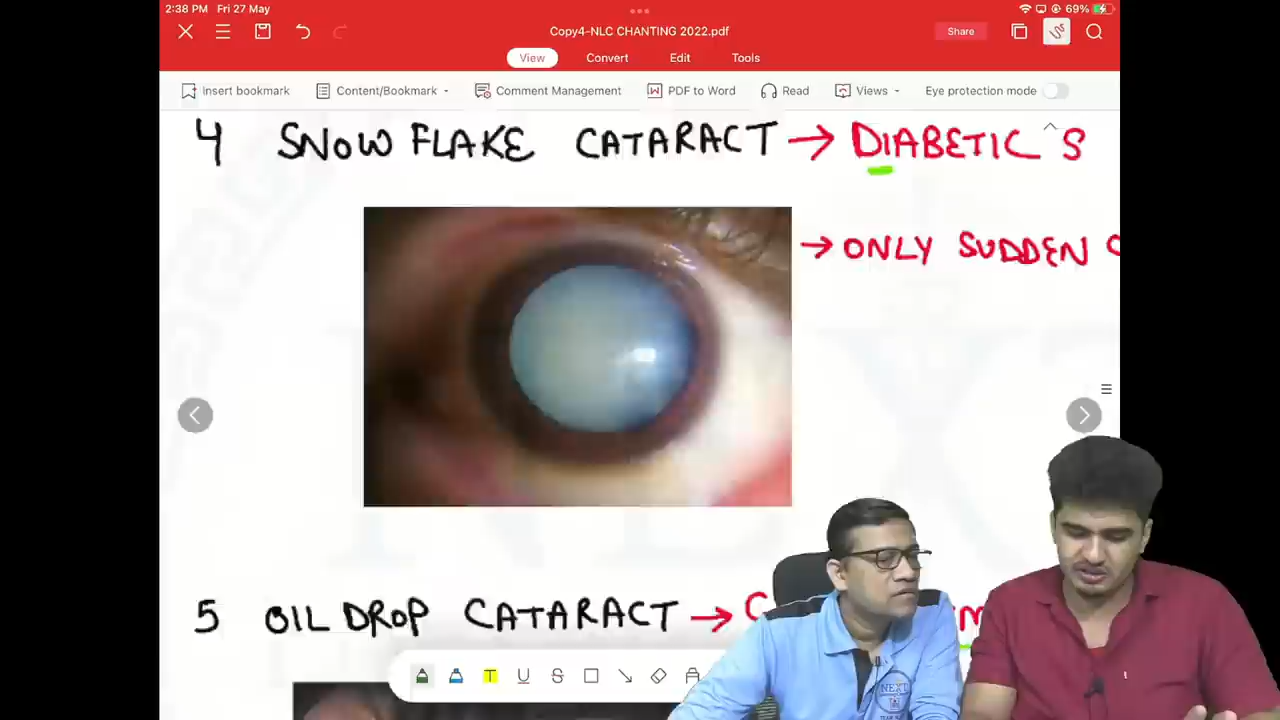 2:38 PM Fri 27 May
69%
Copy4-NLC CHANTING 2022.pdf
Share
View Convert Edit Tools
Insert bookmark Content/Bookmark Comment Management PDF to Word Read Views Eye protection mode
4 SNOW FLAKE CATARACT → DIABETIC S
→ ONLY SUDDEN
5 OIL DROP CATARACT →
NEXT